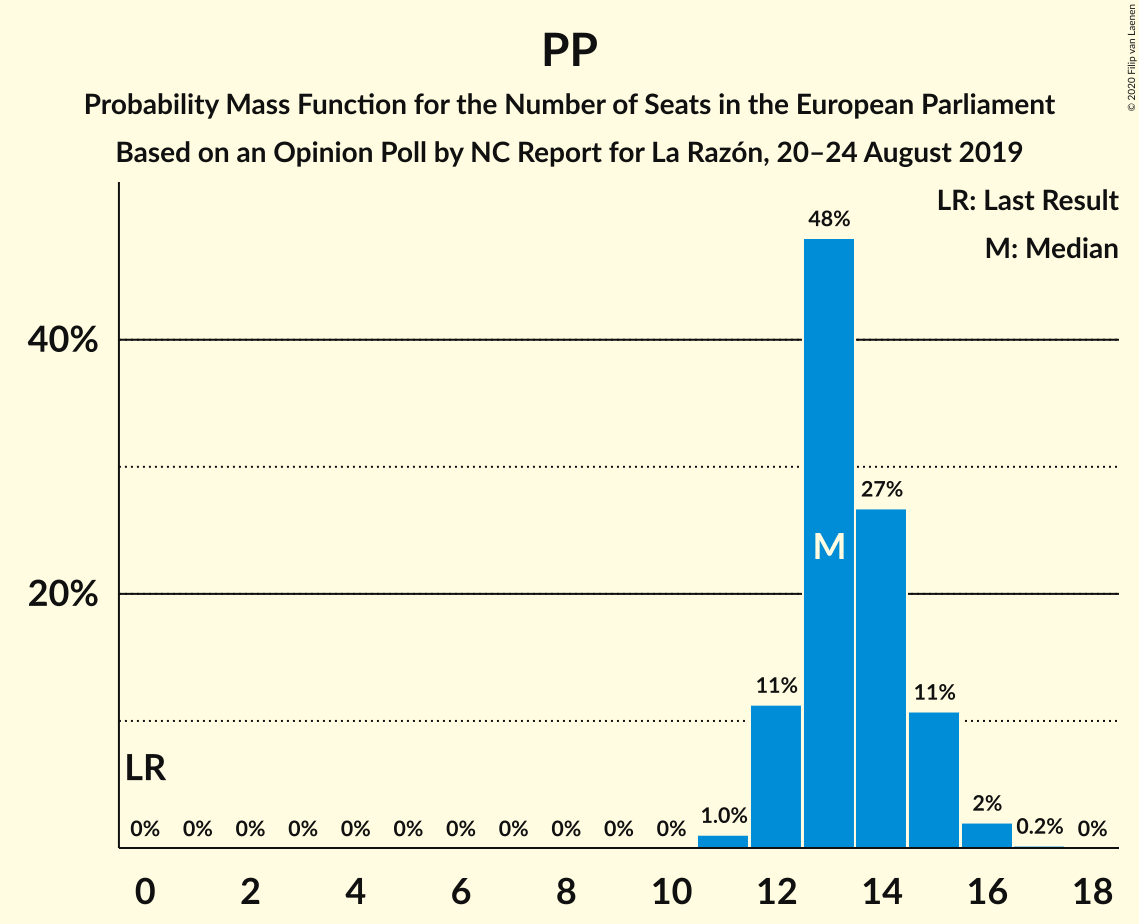 PP
Probability Mass Function for the Number of Seats in the European Parliament
Based on an Opinion Poll by NC Report for La Razón, 20–24 August 2019
© 2020 Filip van Laenen
LR: Last Result
M: Median
48%
40%
27%
M
20%
11%
11%
LR
0% 0% 0% 0% 0% 0% 0% 0% 0% 0% 0% 1.0% 2% 0.2% 0%
0 2 4 6 8 10 12 14 16 18